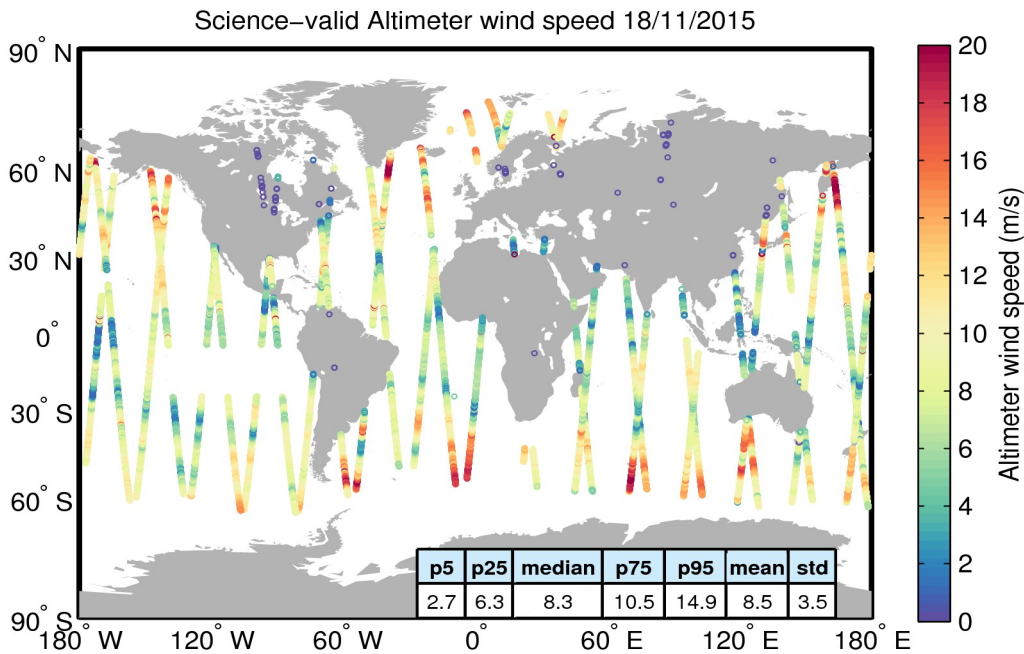 Science−valid Altimeter wind speed 18/11/2015
90° N
60° N
30° N
0°
30° S
60° S
90° S
180° W
120° W
60° W
0°
60° E
120° E
180° E
p5 p25 median p75 p95 mean std
2.7 6.3 8.3 10.5 14.9 8.5 3.5
20
18
16
14
12
10
8
6
4
2
0
Altimeter wind speed (m/s)